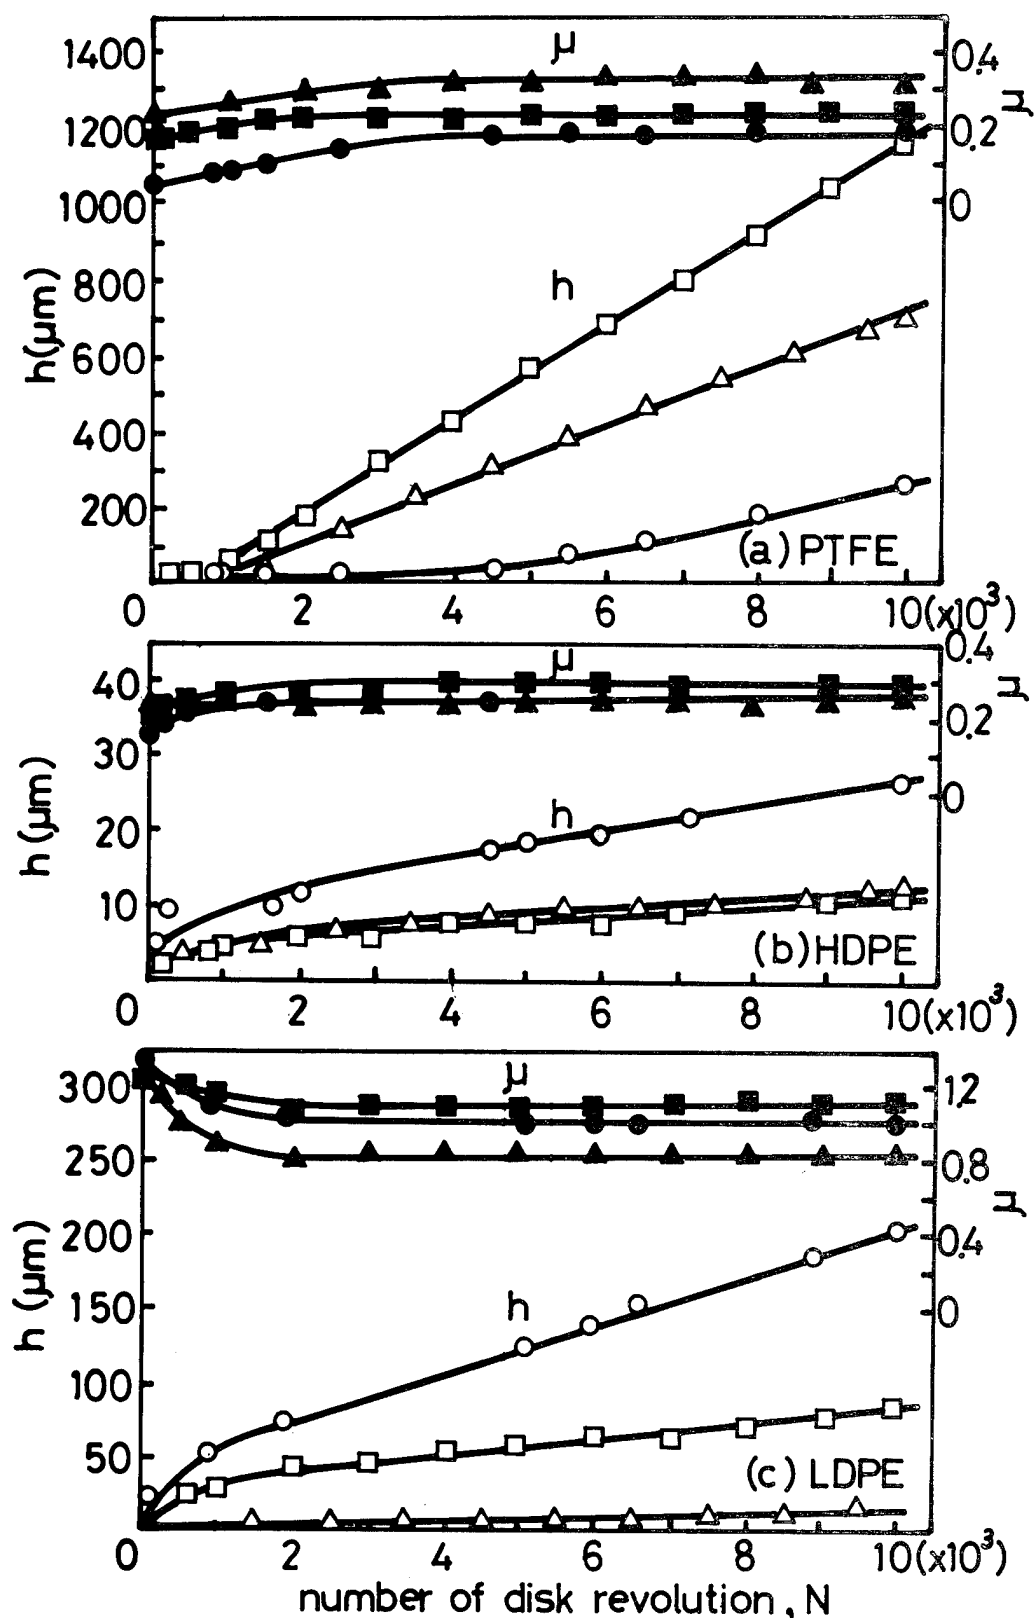 μ
1400
0.4
1200
0.2
μ
1000
0
h
800
h(μm)
600
400
200
(a) PTFE
0 2 4 6 8 10(×10³)
μ
0.4
40
μ
0.2
30
h
0
h (μm)
20
10
(b) HDPE
0 2 4 6 8 10(×10³)
μ
300
1.2
250
0.8
μ
200
0.4
h (μm)
h
150
0
100
50
(c) LDPE
0 2 4 6 8 10(×10³)
number of disk revolution, N